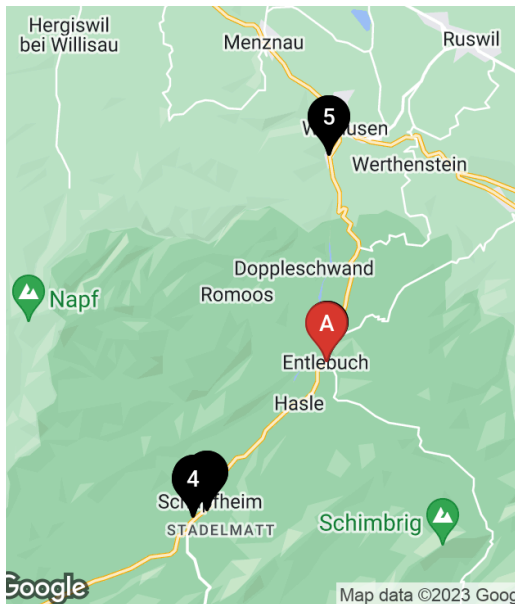 Hergiswil
bei Willisau
Menznau
Ruswil
5
Werthenstein
Doppleschwand
Romoos
Napf
A
Entlebuch
Hasle
4
STADELMATT
Schimbrig
Google
Map data ©2023 Goog